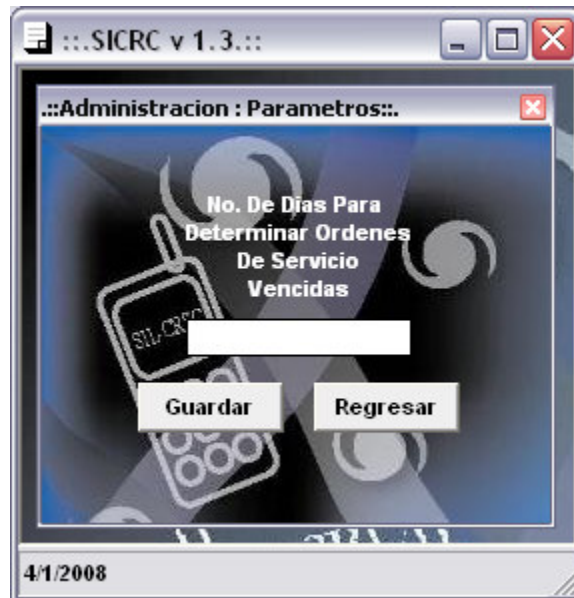 ::.SICRC v 1.3.::
.::Administracion : Parametros::.
No. De Dias Para
Determinar Ordenes
De Servicio
Vencidas
Guardar
Regresar
4/1/2008